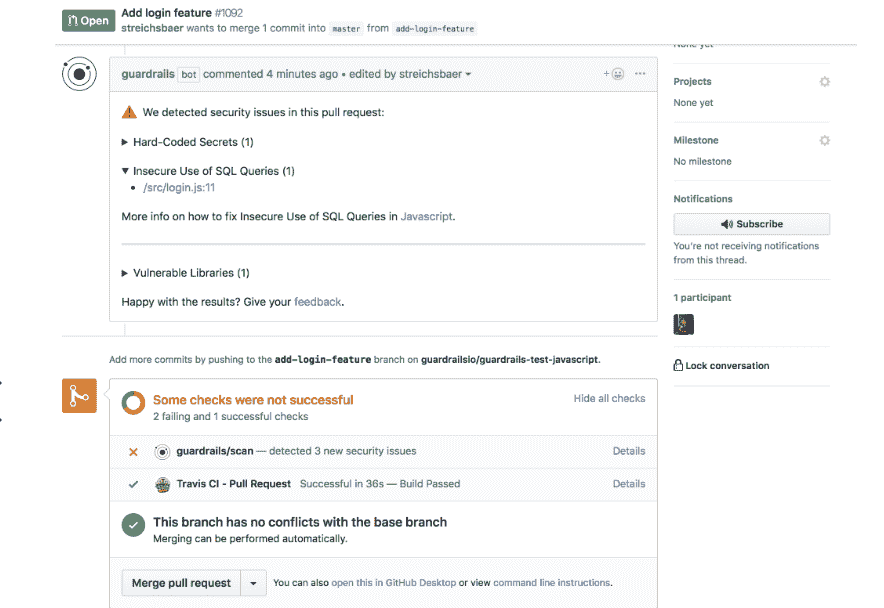 Open
Add login feature #1092
streichsbaer wants to merge 1 commit into master from add-login-feature
None yet
guardrails bot commented 4 minutes ago • edited by streichsbaer
We detected security issues in this pull request:
Hard-Coded Secrets (1)
Insecure Use of SQL Queries (1)
• /src/login.js:11
More info on how to fix Insecure Use of SQL Queries in Javascript.
Vulnerable Libraries (1)
Happy with the results? Give your feedback.
Projects
None yet
Milestone
No milestone
Notifications
Subscribe
You're not receiving notifications
from this thread.
1 participant
Lock conversation
Add more commits by pushing to the add-login-feature branch on guardrailsio/guardrails-test-javascript.
Some checks were not successful
2 failing and 1 successful checks
Hide all checks
guardrails/scan — detected 3 new security issues Details
Travis CI - Pull Request Successful in 36s — Build Passed Details
This branch has no conflicts with the base branch
Merging can be performed automatically.
Merge pull request You can also open this in GitHub Desktop or view command line instructions.